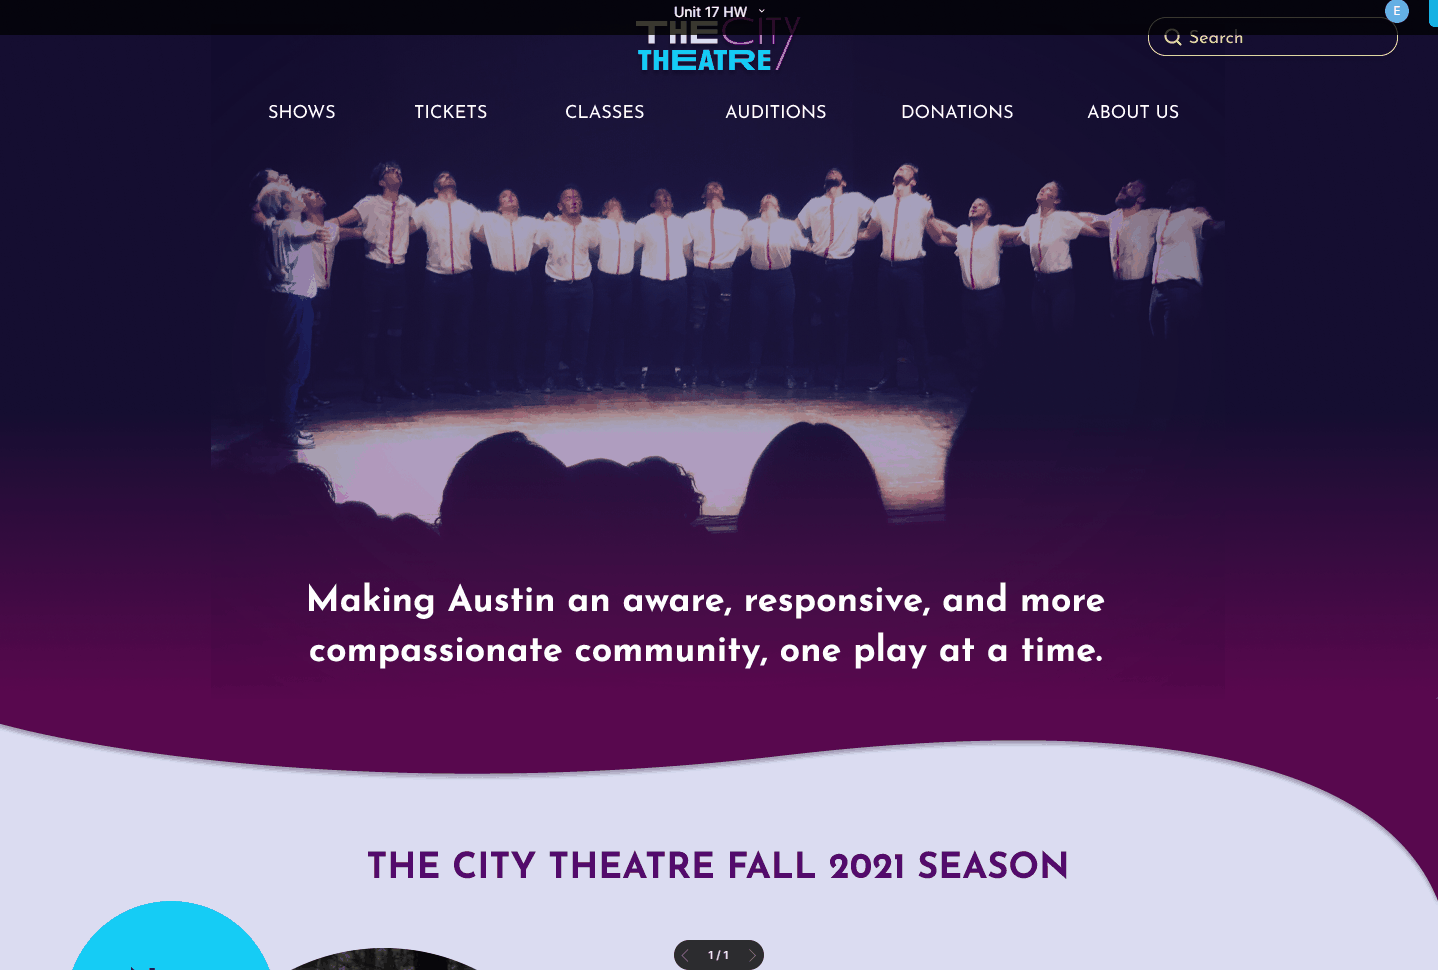 Unit 17 HW
E
THE CITY
THEATRE
Search
SHOWS
TICKETS
CLASSES
AUDITIONS
DONATIONS
ABOUT US
Making Austin an aware, responsive, and more
compassionate community, one play at a time.
THE CITY THEATRE FALL 2021 SEASON
1 / 1